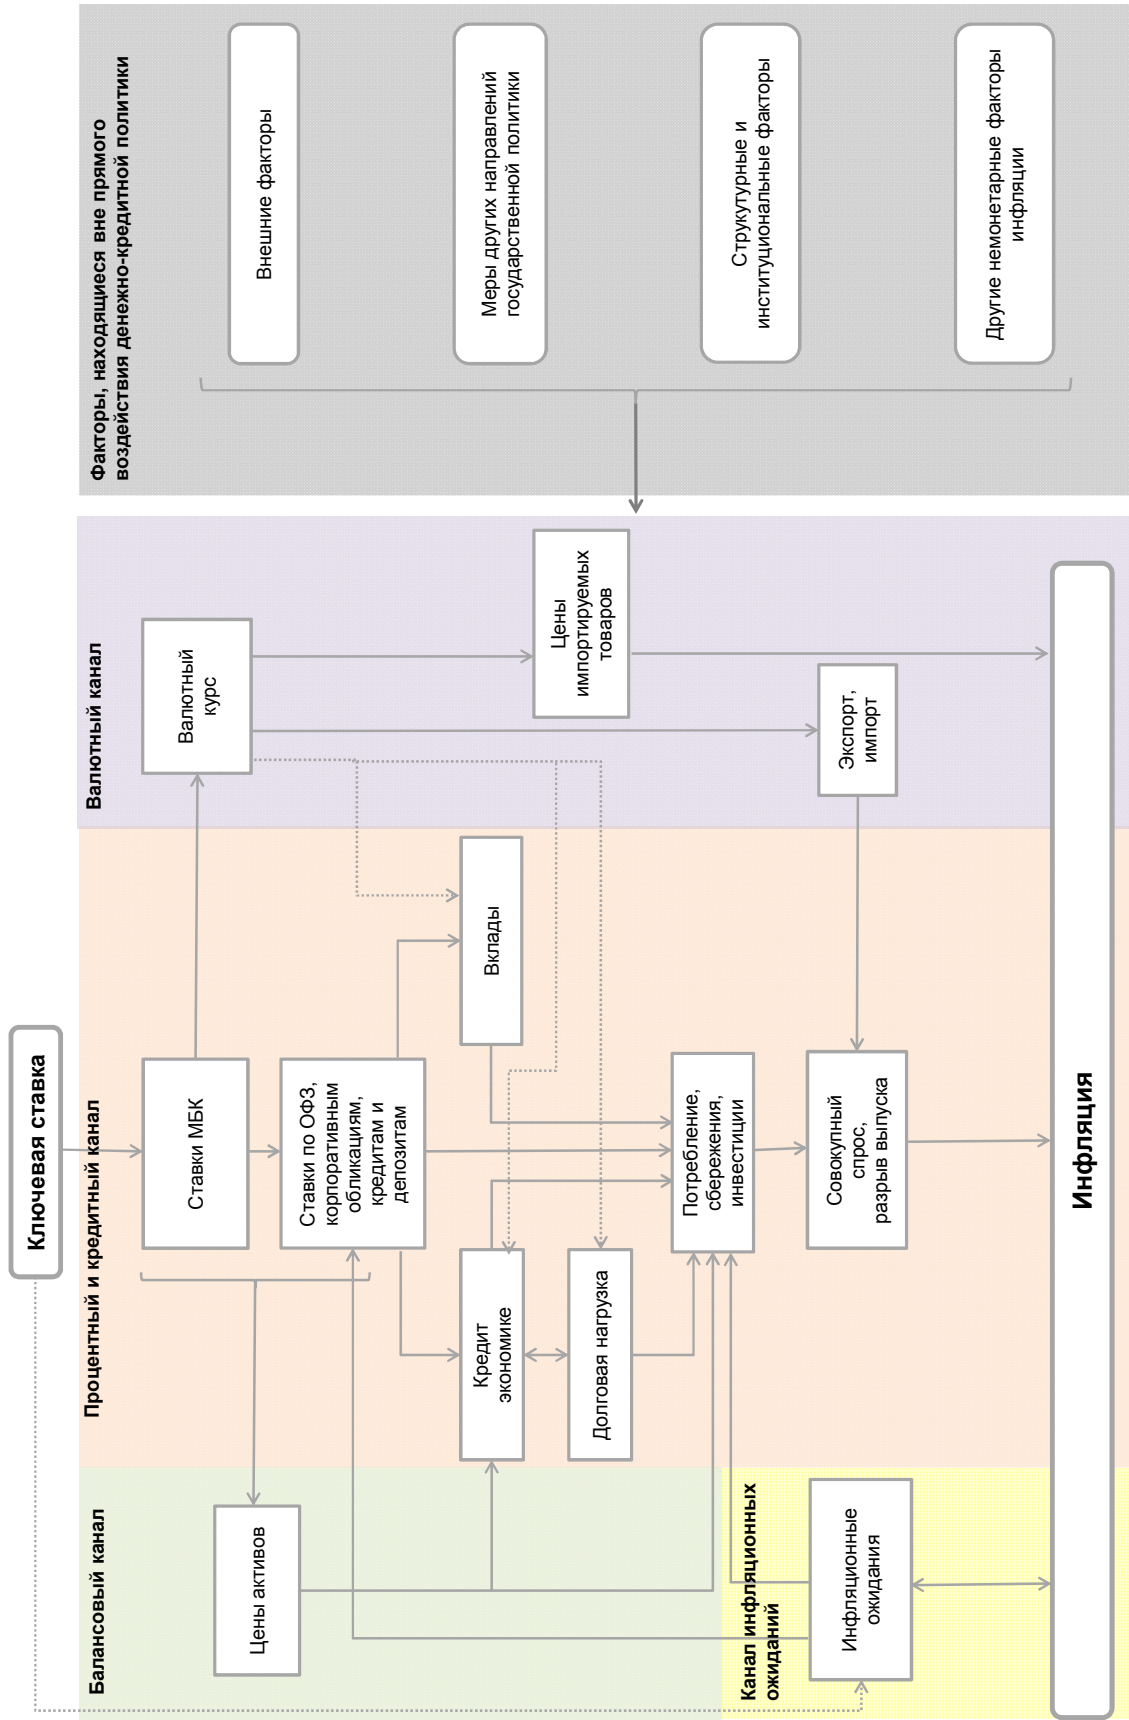 Ключевая ставка
Балансовый канал
Процентный и кредитный канал
Валютный канал
Факторы, находящиеся вне прямого
воздействия денежно-кредитной политики
Ставки МБК
Валютный
курс
Внешние факторы
Цены активов
Ставки по ОФЗ,
корпоративным
обликациям,
кредитам и
депозитам
Меры других направлений
государственной политики
Кредит
экономике
Вклады
Цены
импортируемых
товаров
Долговая нагрузка
Потребление,
сбережения,
инвестиции
Струкутурные и
институциональные факторы
Канал инфляционных
ожиданий
Инфляционные
ожидания
Совокупный
спрос,
разрыв выпуска
Экспорт,
импорт
Другие немонетарные факторы
инфляции
Инфляция